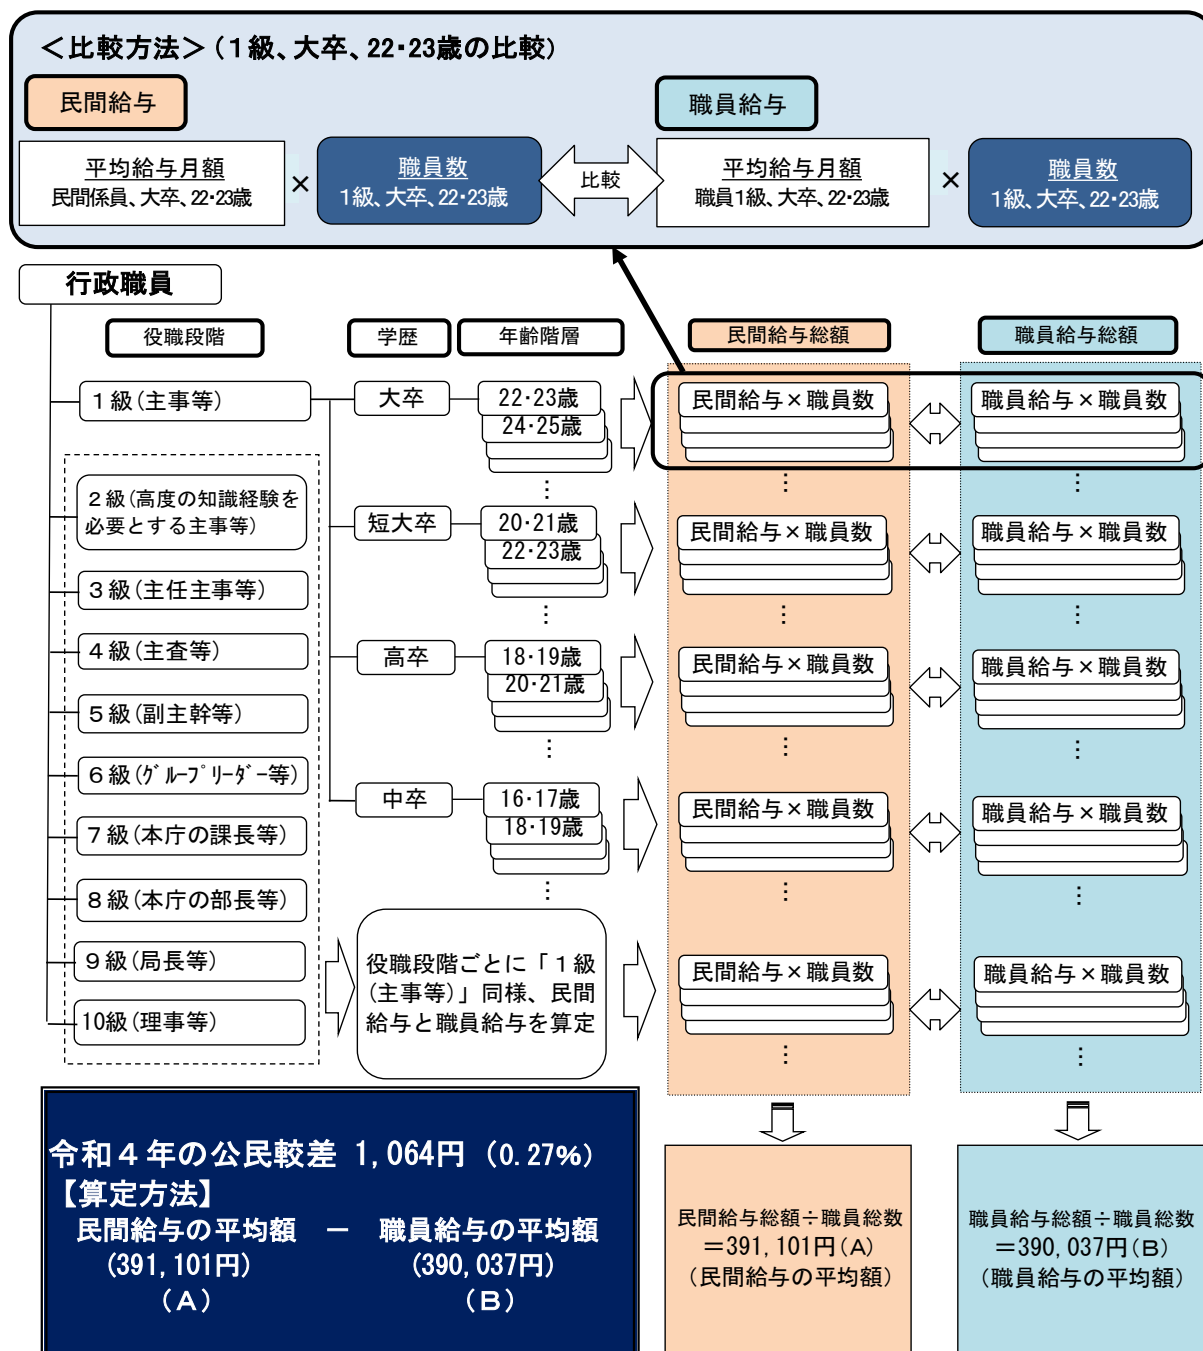 ＜比較方法＞(１級、大卒、22・23歳の比較)
民間給与
職員給与
平均給与月額
民間係員、大卒、22・23歳
×
職員数
1級、大卒、22・23歳
比較
平均給与月額
職員1級、大卒、22・23歳
×
職員数
1級、大卒、22・23歳
行政職員
役職段階
学歴
年齢階層
民間給与総額
職員給与総額
１級(主事等)
大卒
22・23歳
24・25歳
⋮
民間給与×職員数
⋮
職員給与×職員数
⋮
２級(高度の知識経験を
必要とする主事等)
短大卒
20・21歳
22・23歳
⋮
民間給与×職員数
⋮
職員給与×職員数
⋮
３級(主任主事等)
４級(主査等)
高卒
18・19歳
20・21歳
⋮
民間給与×職員数
⋮
職員給与×職員数
⋮
５級(副主幹等)
６級(ｸﾞﾙｰﾌﾟﾘｰﾀﾞｰ等)
中卒
16・17歳
18・19歳
⋮
民間給与×職員数
⋮
職員給与×職員数
⋮
７級(本庁の課長等)
８級(本庁の部長等)
９級(局長等)
10級(理事等)
役職段階ごとに「１級
(主事等)」同様、民間
給与と職員給与を算定
民間給与×職員数
⋮
職員給与×職員数
⋮
令和４年の公民較差 1,064円 (0.27%)
【算定方法】
民間給与の平均額 － 職員給与の平均額
(391,101円) (390,037円)
(Ａ) (Ｂ)
民間給与総額÷職員総数
＝391,101円(Ａ)
(民間給与の平均額)
職員給与総額÷職員総数
＝390,037円(Ｂ)
(職員給与の平均額)